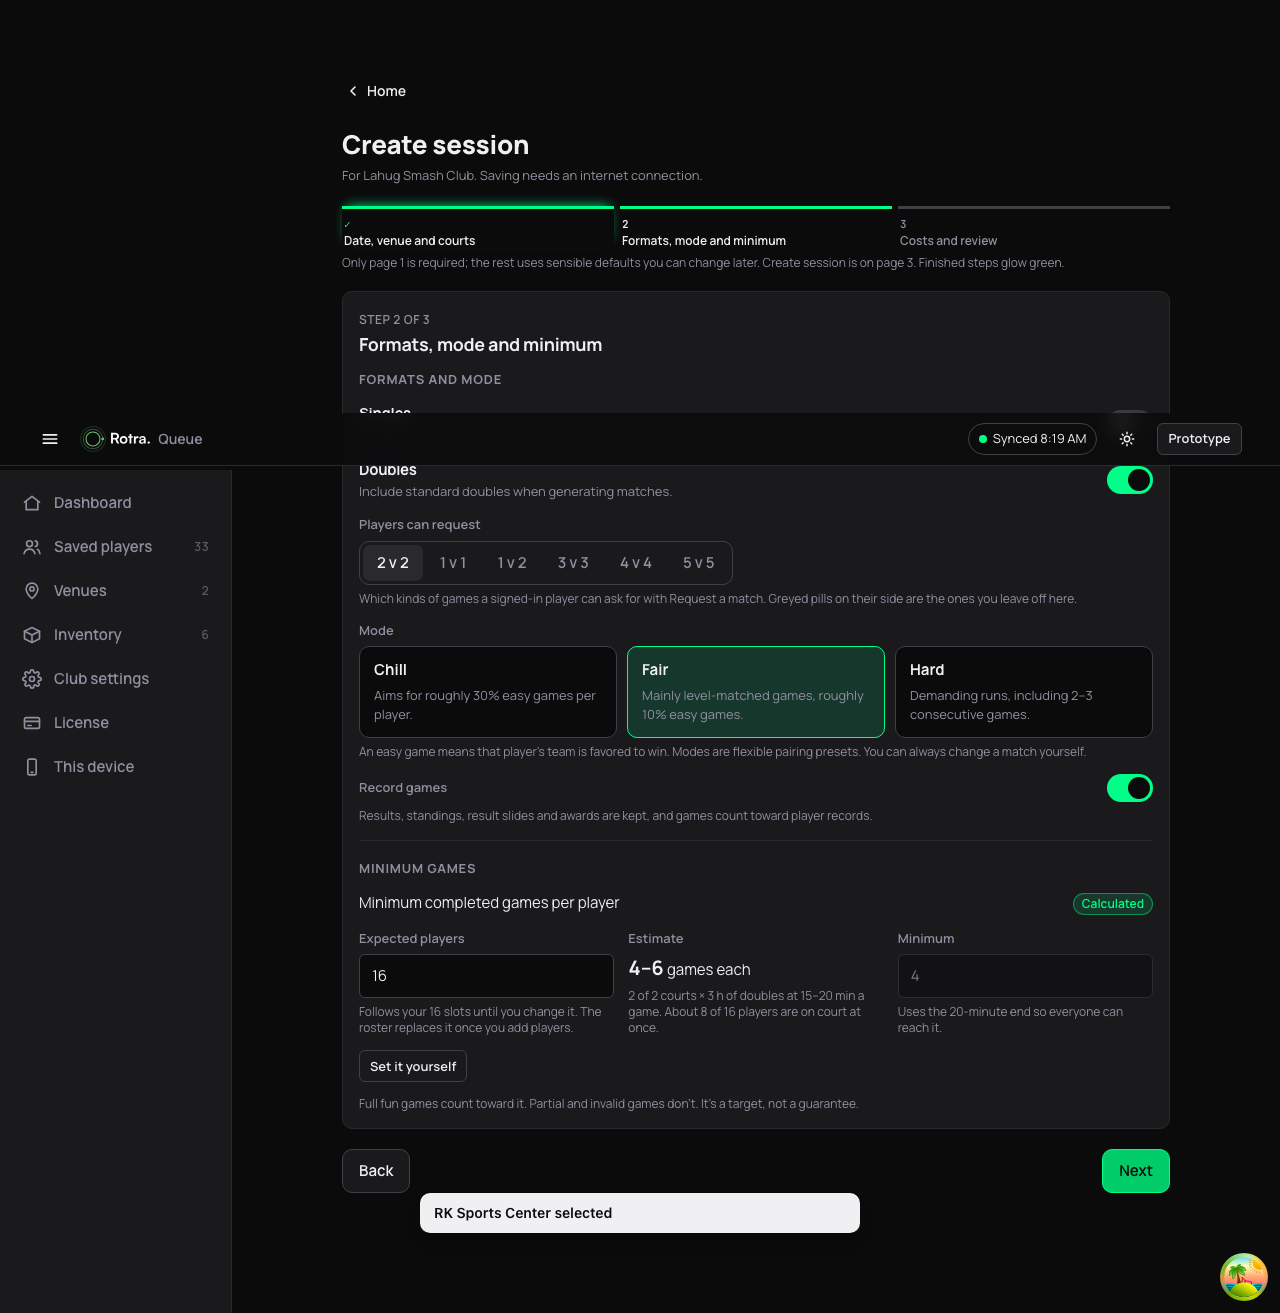 Home
Create session
For Lahug Smash Club. Saving needs an internet connection.
✓
Date, venue and courts
2
Formats, mode and minimum
3
Costs and review
Only page 1 is required; the rest uses sensible defaults you can change later. Create session is on page 3. Finished steps glow green.
STEP 2 OF 3
Formats, mode and minimum
FORMATS AND MODE
Singles
Rotra. Queue
Synced 8:19 AM
Prototype
Dashboard
Saved players 33
Venues 2
Inventory 6
Club settings
License
This device
Doubles
Include standard doubles when generating matches.
Players can request
2 v 2 1 v 1 1 v 2 3 v 3 4 v 4 5 v 5
Which kinds of games a signed-in player can ask for with Request a match. Greyed pills on their side are the ones you leave off here.
Mode
Chill
Aims for roughly 30% easy games per
player.
Fair
Mainly level-matched games, roughly
10% easy games.
Hard
Demanding runs, including 2–3
consecutive games.
An easy game means that player's team is favored to win. Modes are flexible pairing presets. You can always change a match yourself.
Record games
Results, standings, result slides and awards are kept, and games count toward player records.
MINIMUM GAMES
Minimum completed games per player
Calculated
Expected players
16
Follows your 16 slots until you change it. The
roster replaces it once you add players.
Estimate
4–6 games each
2 of 2 courts × 3 h of doubles at 15–20 min a
game. About 8 of 16 players are on court at
once.
Minimum
4
Uses the 20-minute end so everyone can
reach it.
Set it yourself
Full fun games count toward it. Partial and invalid games don't. It's a target, not a guarantee.
Back
Next
RK Sports Center selected